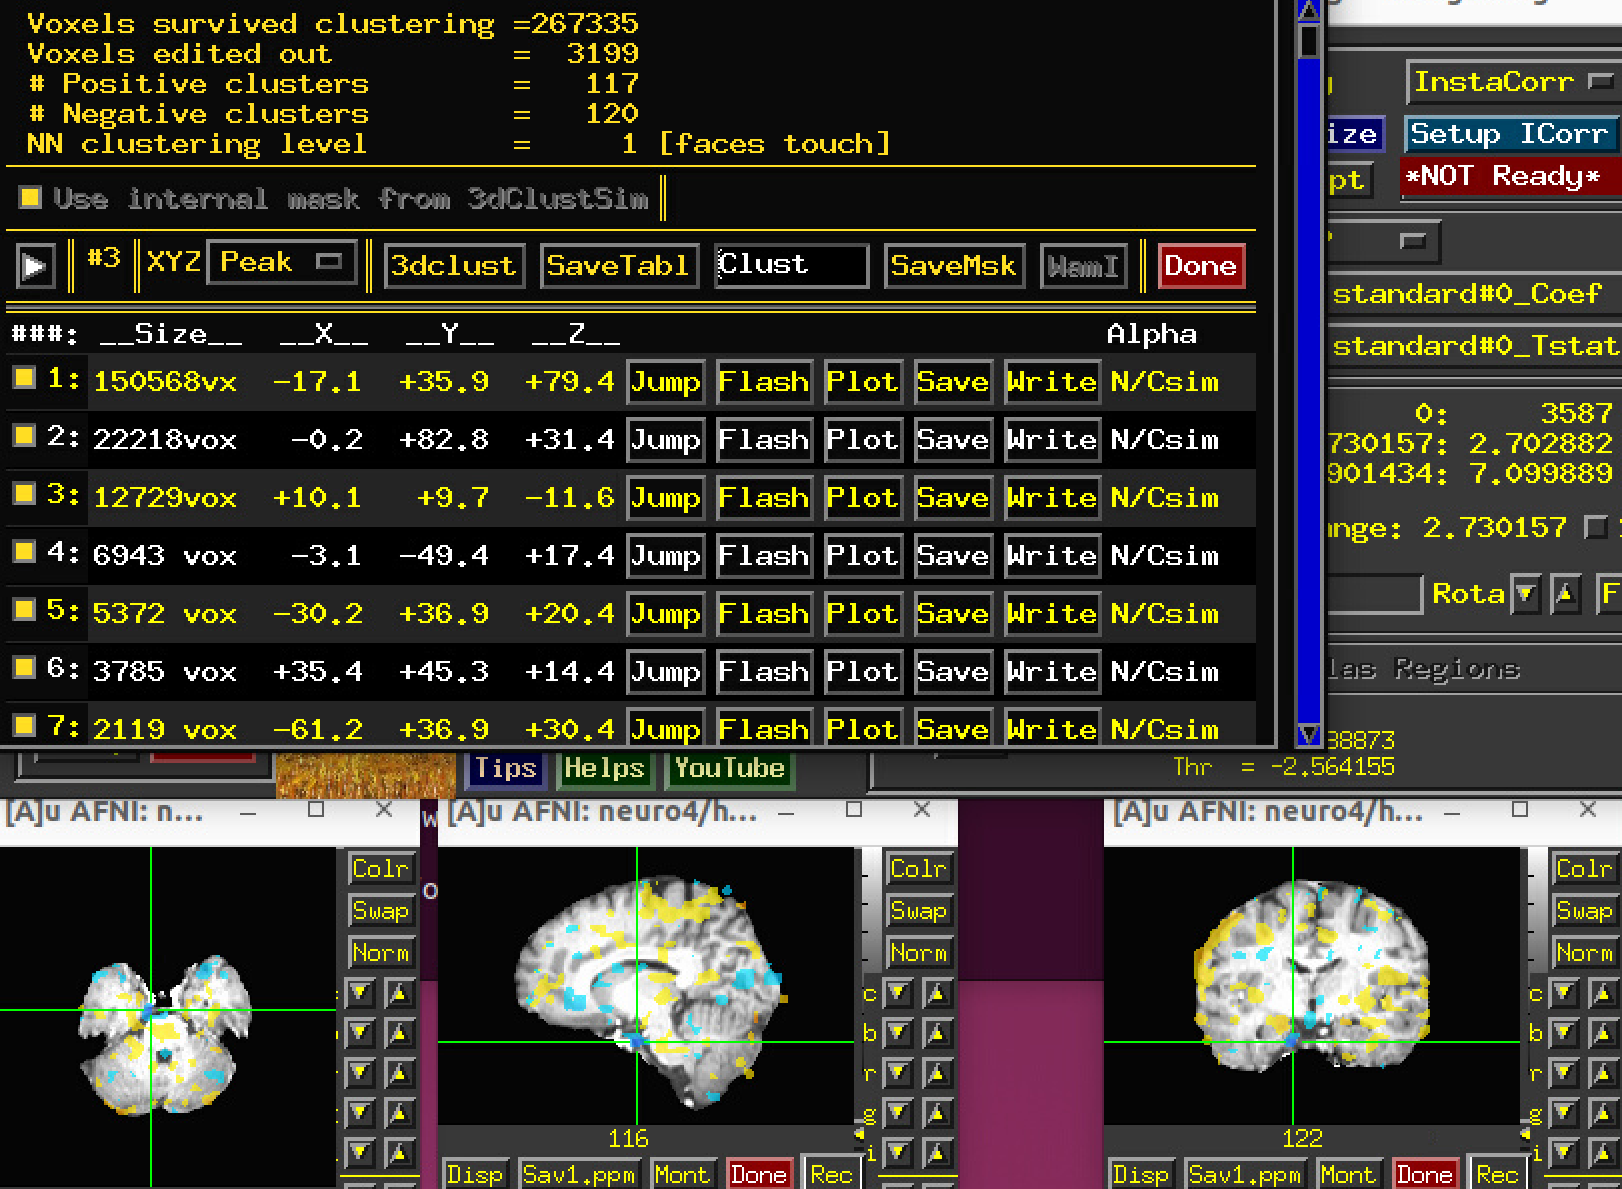 Voxels survived clustering =267335
Voxels edited out = 3199
# Positive clusters = 117
# Negative clusters = 120
NN clustering level = 1 [faces touch]
InstaCorr
ize Setup ICorr
pt *NOT Ready*
Use internal mask from 3dClustSim
#3 XYZ Peak 3dclust SaveTabl Clust SaveMsk WamI Done
standard#0_Coef
standard#0_Tstat
###: __Size__ __X__ __Y__ __Z__ Alpha
1: 150568vx -17.1 +35.9 +79.4 Jump Flash Plot Save Write N/Csim
2: 22218vox -0.2 +82.8 +31.4 Jump Flash Plot Save Write N/Csim
3: 12729vox +10.1 +9.7 -11.6 Jump Flash Plot Save Write N/Csim
4: 6943 vox -3.1 -49.4 +17.4 Jump Flash Plot Save Write N/Csim
5: 5372 vox -30.2 +36.9 +20.4 Jump Flash Plot Save Write N/Csim
6: 3785 vox +35.4 +45.3 +14.4 Jump Flash Plot Save Write N/Csim
7: 2119 vox -61.2 +36.9 +30.4 Jump Flash Plot Save Write N/Csim
0: 3587
730157: 2.702882
901434: 7.099889
nge: 2.730157
Rota F
las Regions
38873
Thr = -2.564155
Tips Helps YouTube
[A]u AFNI: n...
Colr
Swap
Norm
W
O
[A]u AFNI: neuro4/h...
Colr
Swap
Norm
c
b
r
g
i
116
Disp Sav1.ppm Mont Done Rec
[A]u AFNI: neuro4/h...
Colr
Swap
Norm
c
b
r
g
i
122
Disp Sav1.ppm Mont Done Rec